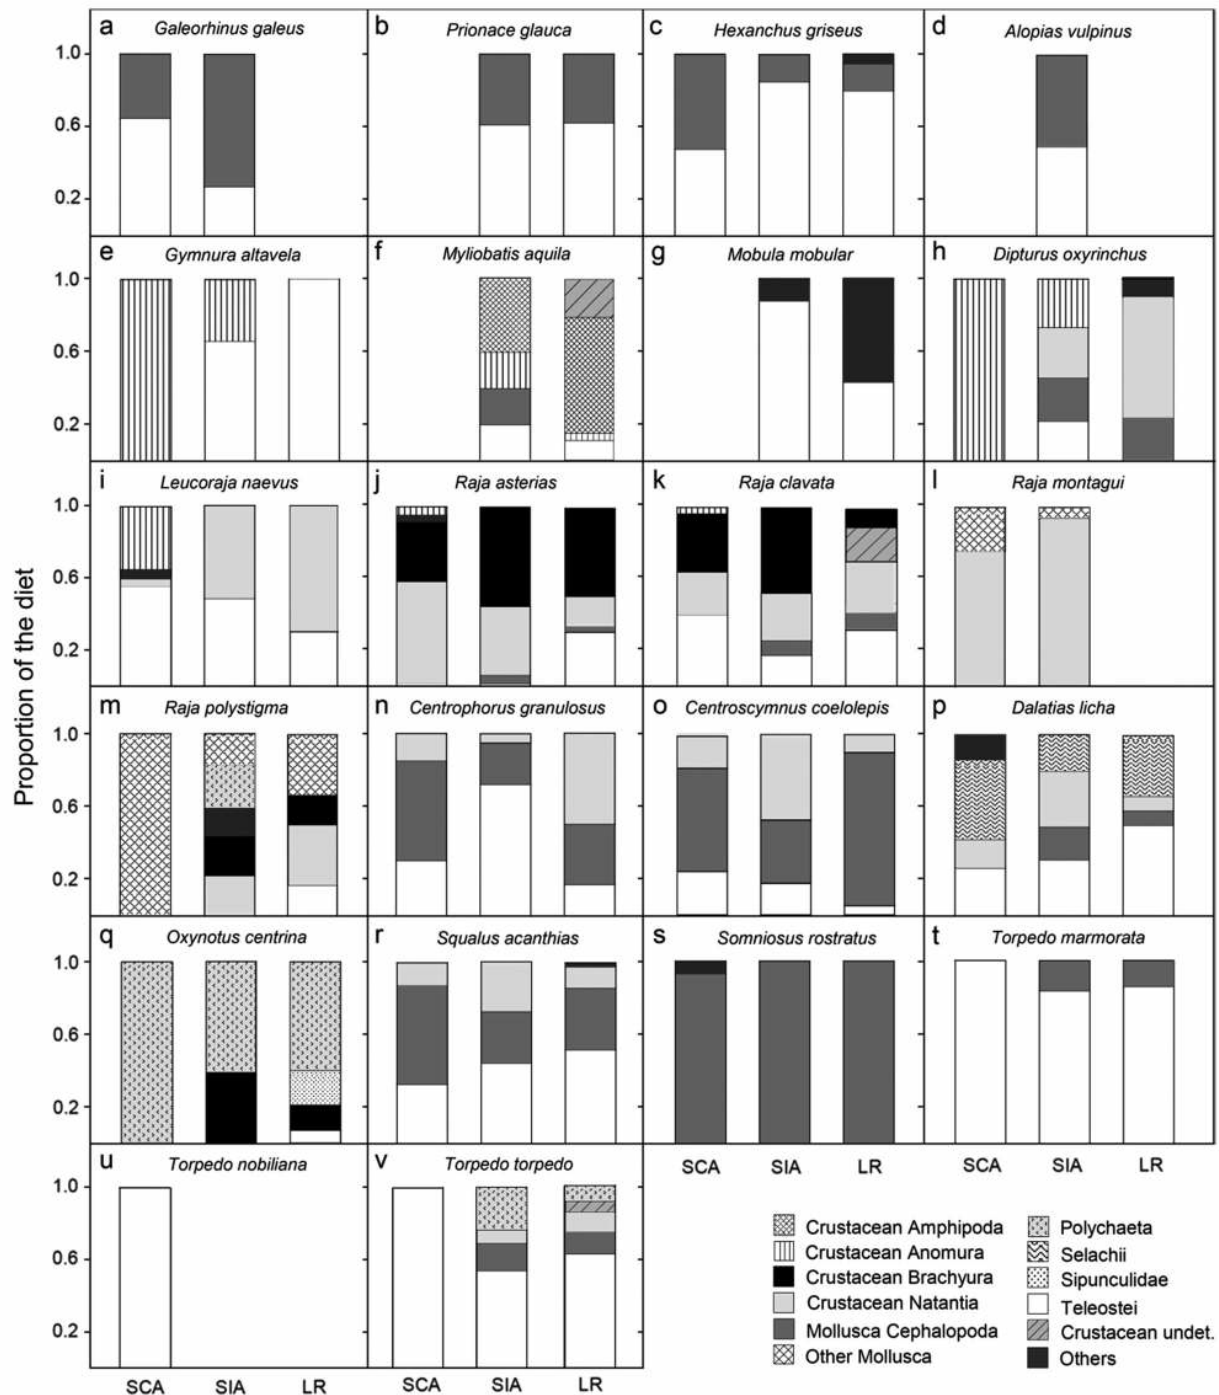 a Galeorhinus galeus
b Prionace glauca
c Hexanchus griseus
d Alopias vulpinus
1.0
0.6
0.2
e Gymnura altavela
f Myliobatis aquila
g Mobula mobular
h Dipturus oxyrinchus
1.0
0.6
0.2
i Leucoraja naevus
j Raja asterias
k Raja clavata
l Raja montagui
1.0
0.6
0.2
Proportion of the diet
m Raja polystigma
n Centrophorus granulosus
o Centroscymnus coelolepis
p Dalatias licha
1.0
0.6
0.2
q Oxynotus centrina
r Squalus acanthias
s Somniosus rostratus
t Torpedo marmorata
1.0
0.6
0.2
u Torpedo nobiliana
v Torpedo torpedo
SCA SIA LR
SCA SIA LR
1.0
0.6
0.2
SCA SIA LR
SCA SIA LR
Crustacean Amphipoda
Crustacean Anomura
Crustacean Brachyura
Crustacean Natantia
Mollusca Cephalopoda
Other Mollusca
Polychaeta
Selachii
Sipunculidae
Teleostei
Crustacean undet.
Others